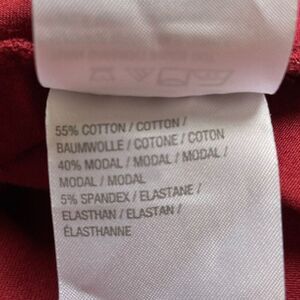 55% COTTON / COTTON /
BAUMWOLLE / COTONE / COTON
40% MODAL / MODAL / MODAL /
MODAL / MODAL
5% SPANDEX / ELASTANE /
ELASTHAN / ELASTAN /
ÉLASTHANNE